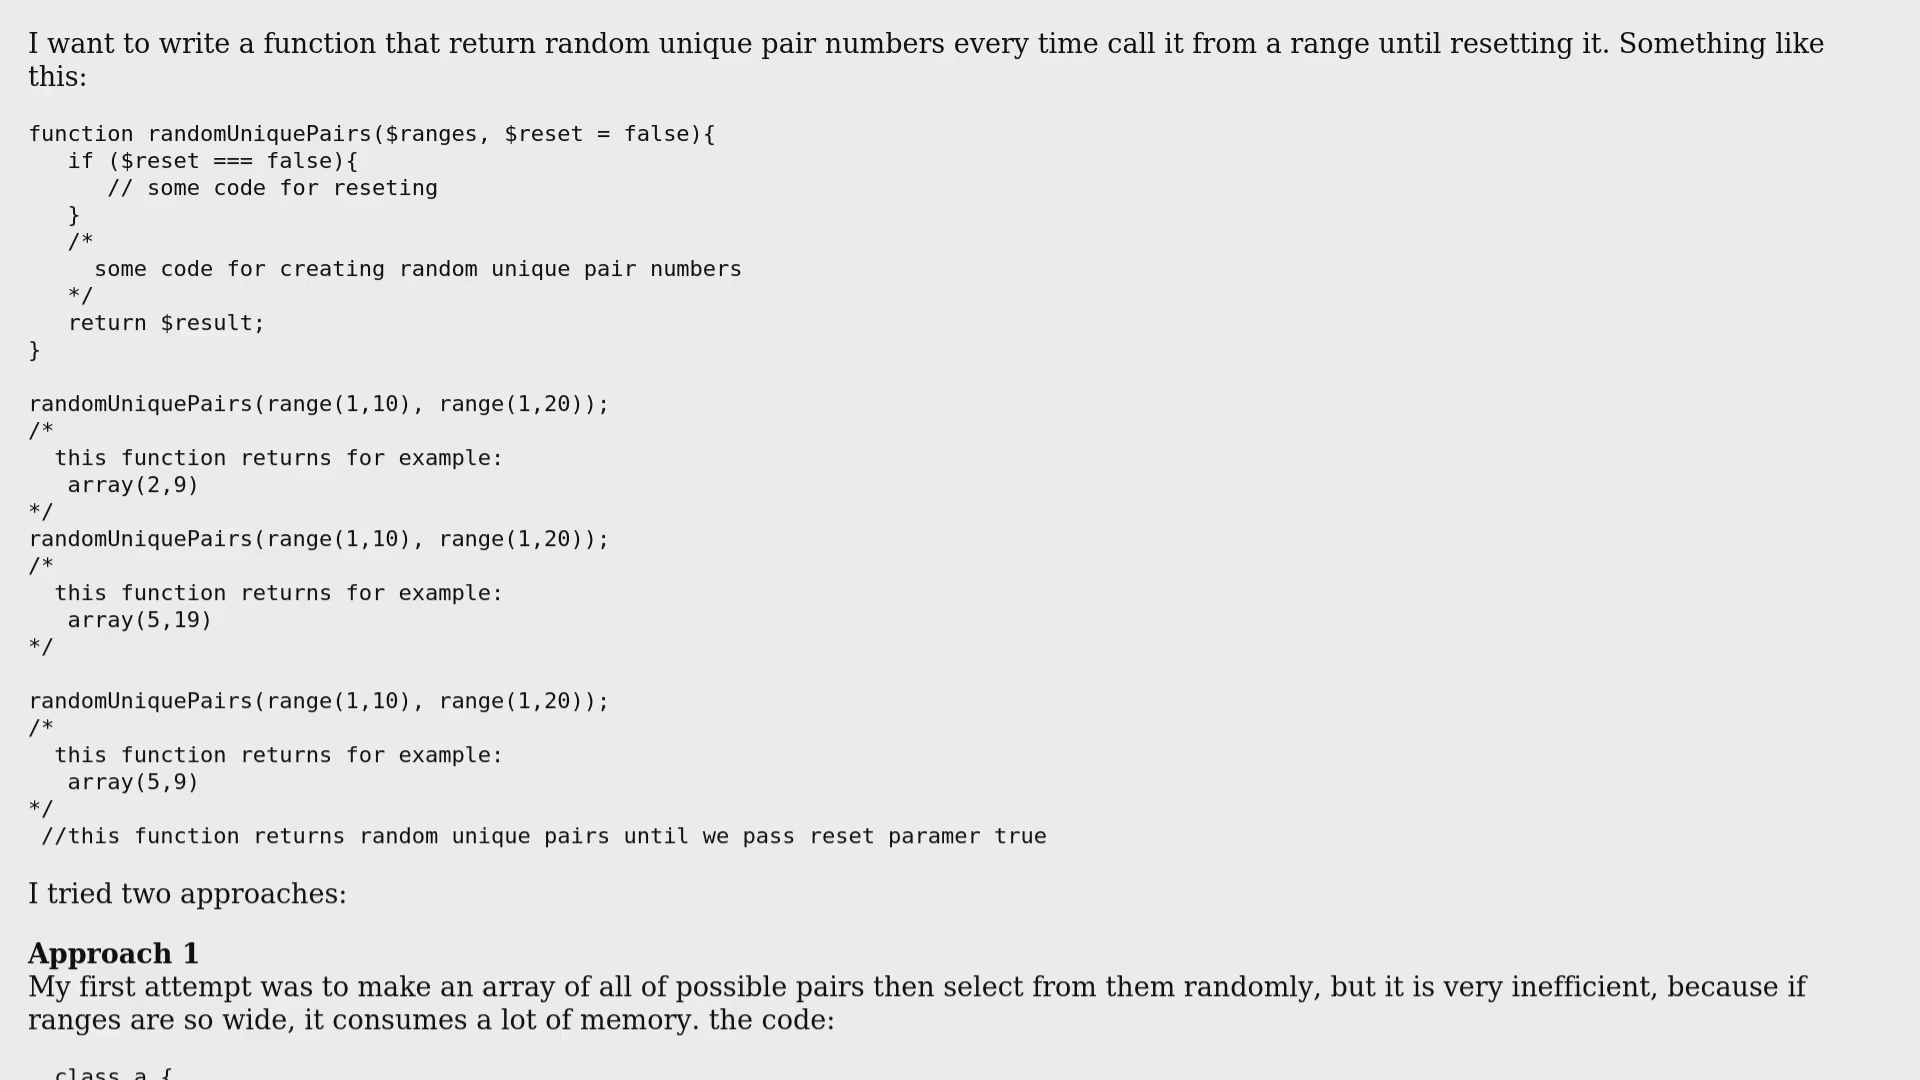 I want to write a function that return random unique pair numbers every time call it from a range until resetting it. Something like
this:
function randomUniquePairs($ranges, $reset = false){
   if ($reset === false){
      // some code for reseting
   }
   /*
     some code for creating random unique pair numbers
   */
   return $result;
}
randomUniquePairs(range(1,10), range(1,20));
/*
  this function returns for example:
   array(2,9)
*/
randomUniquePairs(range(1,10), range(1,20));
/*
  this function returns for example:
   array(5,19)
*/
randomUniquePairs(range(1,10), range(1,20));
/*
  this function returns for example:
   array(5,9)
*/
 //this function returns random unique pairs until we pass reset paramer true
I tried two approaches:
Approach 1
My first attempt was to make an array of all of possible pairs then select from them randomly, but it is very inefficient, because if
ranges are so wide, it consumes a lot of memory. the code:
  class a {